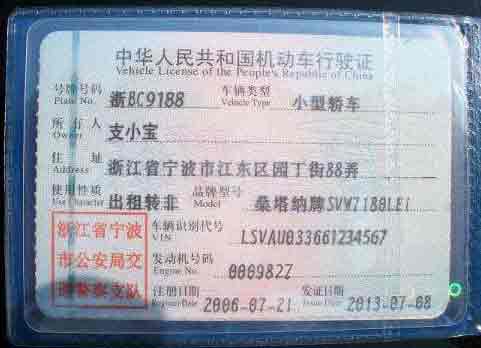 中华人民共和国机动车行驶证
Vehicle License of the People's Republic of China
号牌号码 浙BC9188 车辆类型 小型轿车
Plate No. Vehicle Type
所有人 支小宝
Owner
住址 浙江省宁波市江东区园丁街88弄
Address
使用性质 出租转非 品牌型号 桑塔纳牌SVW7180LEi
Use Character Model
浙江省宁波
市公安局交
通警察支队
车辆识别代号 LSVAU033661234567
VIN
发动机号码 0009827
Engine No.
注册日期 2006-07-21 发证日期 2013-07-08
Register Date Issue Date